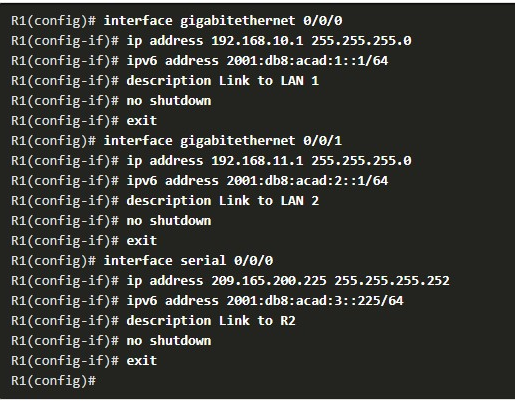 R1(config)# interface gigabitethernet 0/0/0
R1(config-if)# ip address 192.168.10.1 255.255.255.0
R1(config-if)# ipv6 address 2001:db8:acad:1::1/64
R1(config-if)# description Link to LAN 1
R1(config-if)# no shutdown
R1(config-if)# exit
R1(config)# interface gigabitethernet 0/0/1
R1(config-if)# ip address 192.168.11.1 255.255.255.0
R1(config-if)# ipv6 address 2001:db8:acad:2::1/64
R1(config-if)# description Link to LAN 2
R1(config-if)# no shutdown
R1(config-if)# exit
R1(config)# interface serial 0/0/0
R1(config-if)# ip address 209.165.200.225 255.255.255.252
R1(config-if)# ipv6 address 2001:db8:acad:3::225/64
R1(config-if)# description Link to R2
R1(config-if)# no shutdown
R1(config-if)# exit
R1(config)#